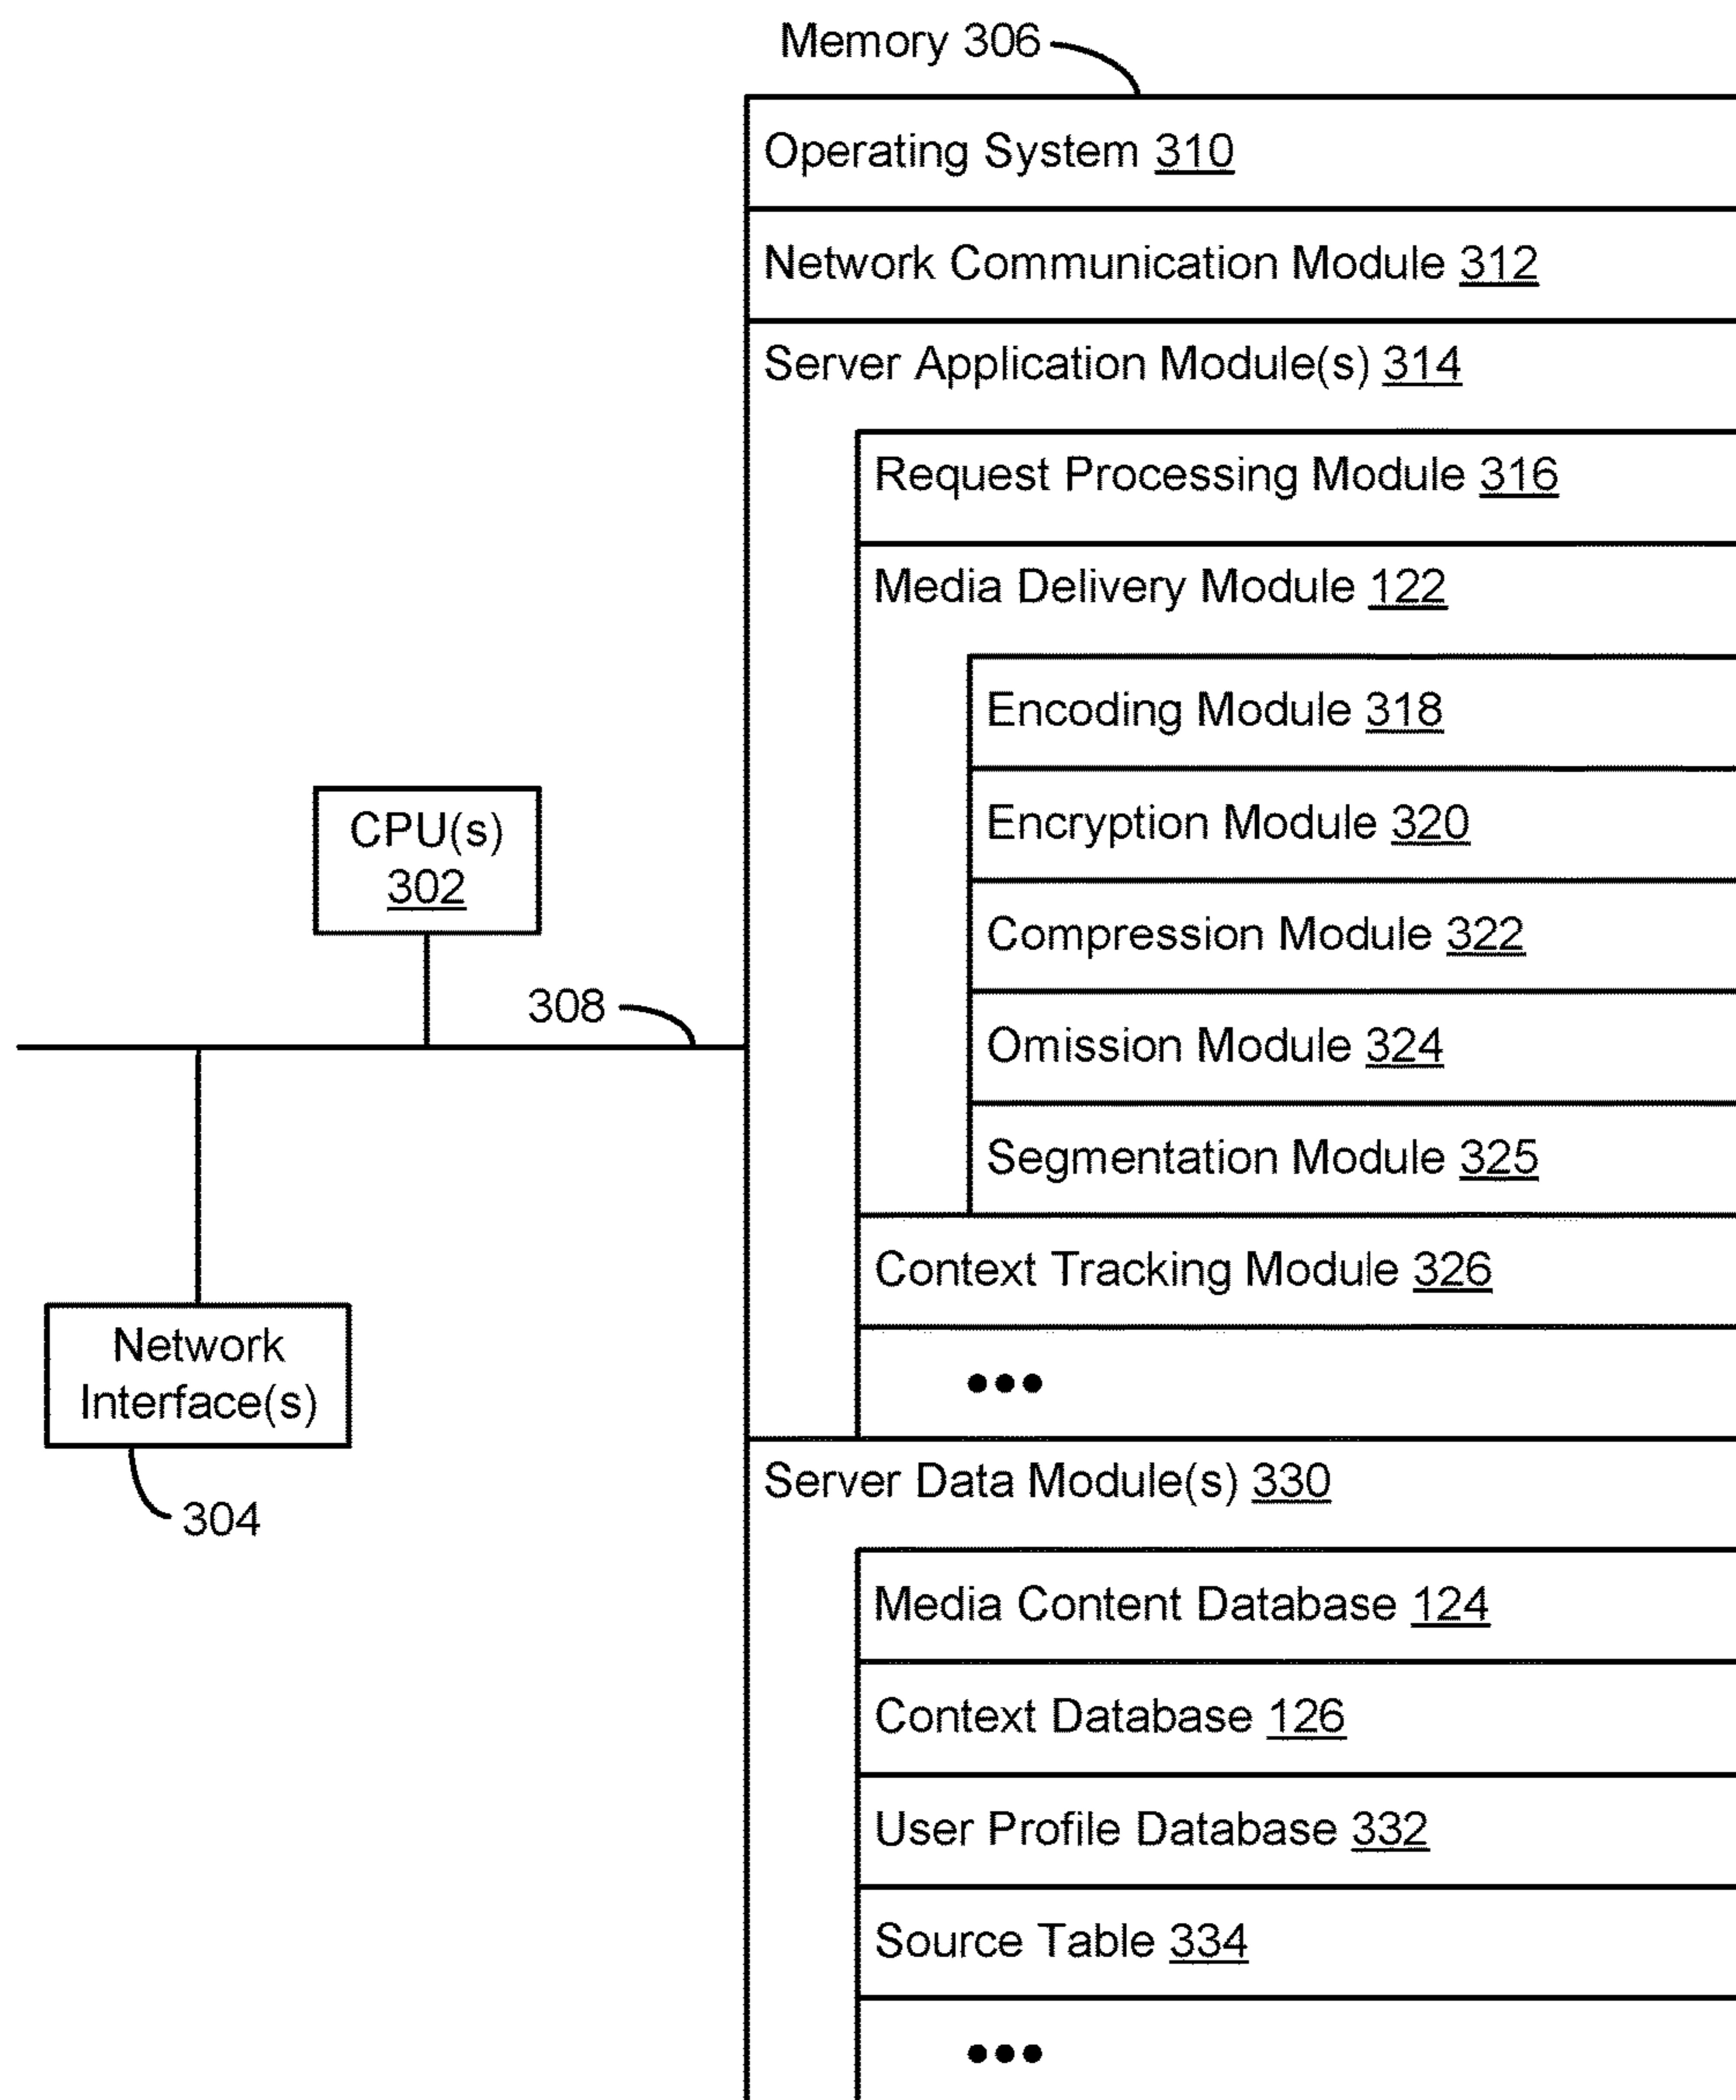 Memory 306
Operating System 310
Network Communication Module 312
Server Application Module(s) 314
Request Processing Module 316
Media Delivery Module 122
Encoding Module 318
Encryption Module 320
Compression Module 322
Omission Module 324
Segmentation Module 325
Context Tracking Module 326
•••
Server Data Module(s) 330
Media Content Database 124
Context Database 126
User Profile Database 332
Source Table 334
•••
CPU(s)
302
308
Network
Interface(s)
304